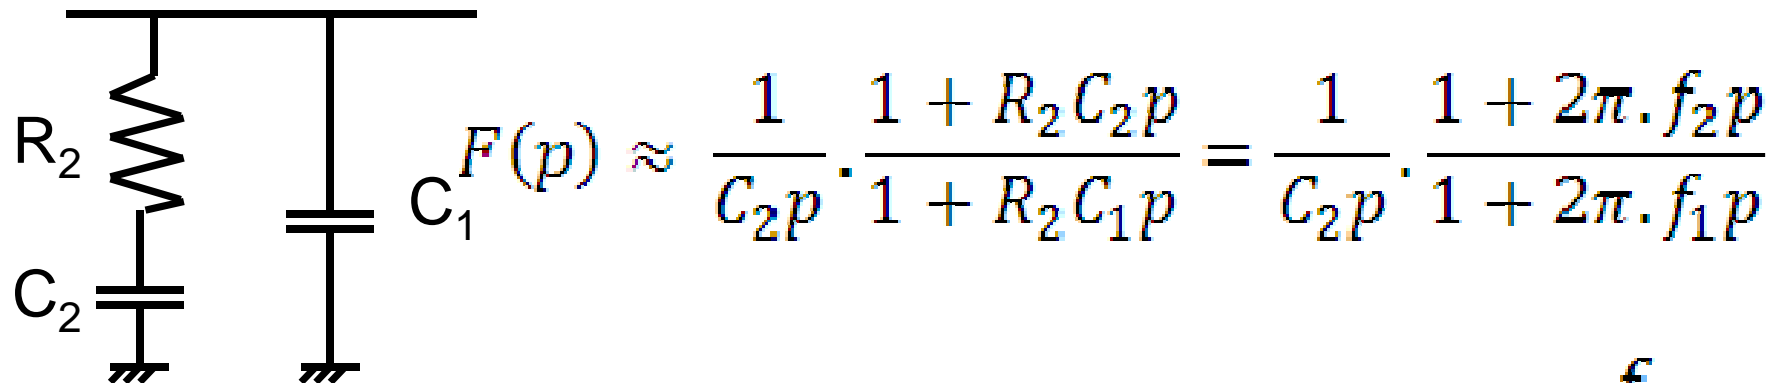 R₂
C₂
C₁
F(p) ≈ 1/(C₂p) . (1 + R₂C₂p)/(1 + R₂C₁p) = 1/(C₂p) . (1 + 2π.f₂p)/(1 + 2π.f₁p)